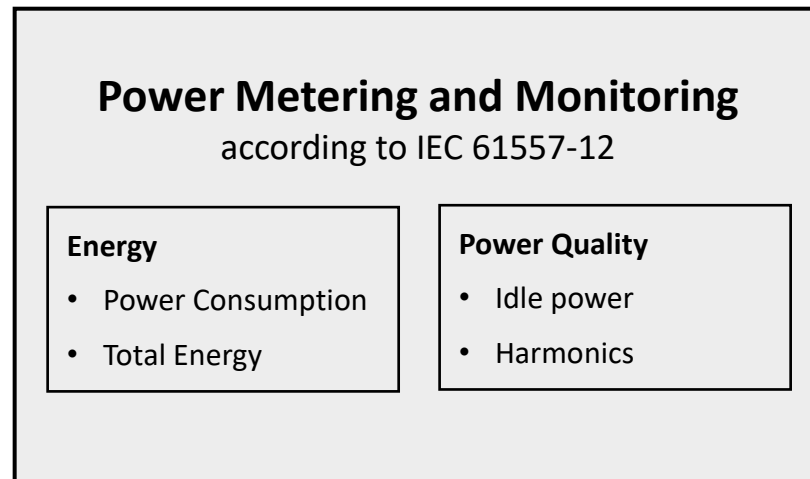 Power Metering and Monitoring
according to IEC 61557-12
Energy
• Power Consumption
• Total Energy
Power Quality
• Idle power
• Harmonics